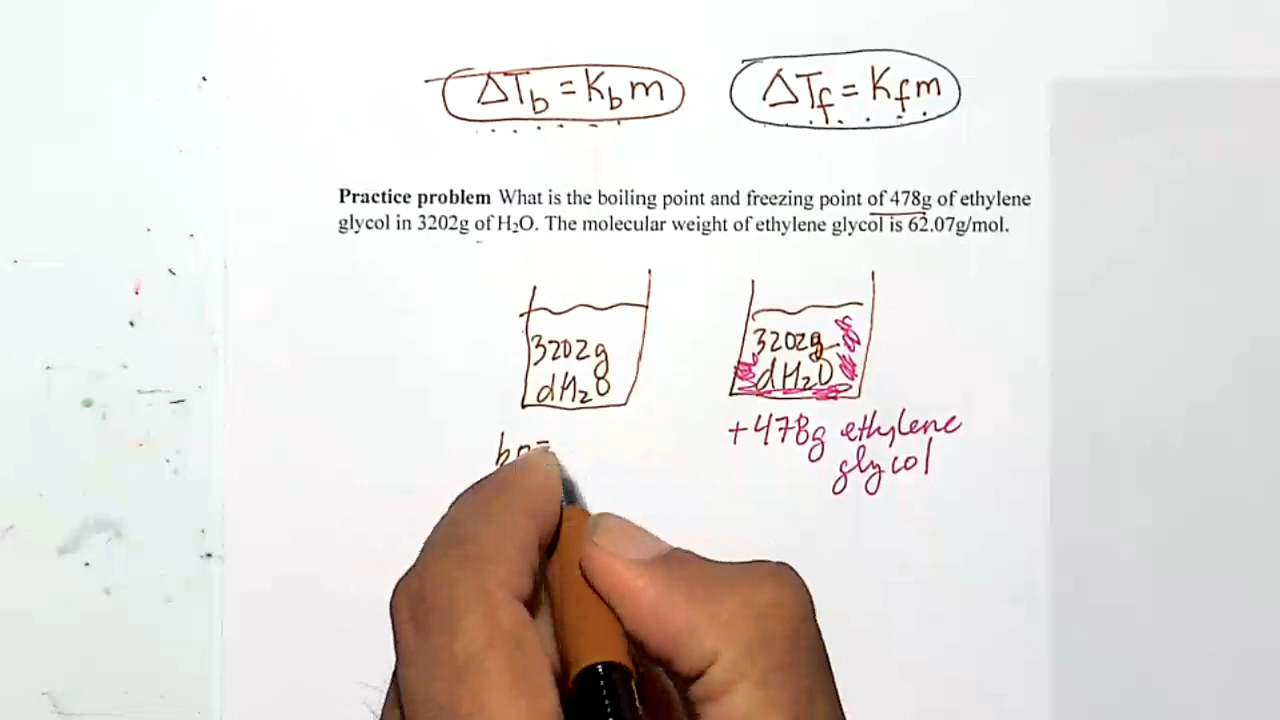 ΔTb = Kbm
ΔTf = Kfm
Practice problem What is the boiling point and freezing point of 478g of ethylene
glycol in 3202g of H₂O. The molecular weight of ethylene glycol is 62.07g/mol.
3202g
dH₂O
3202g
dH₂O
+478g ethylene
glycol
bp=